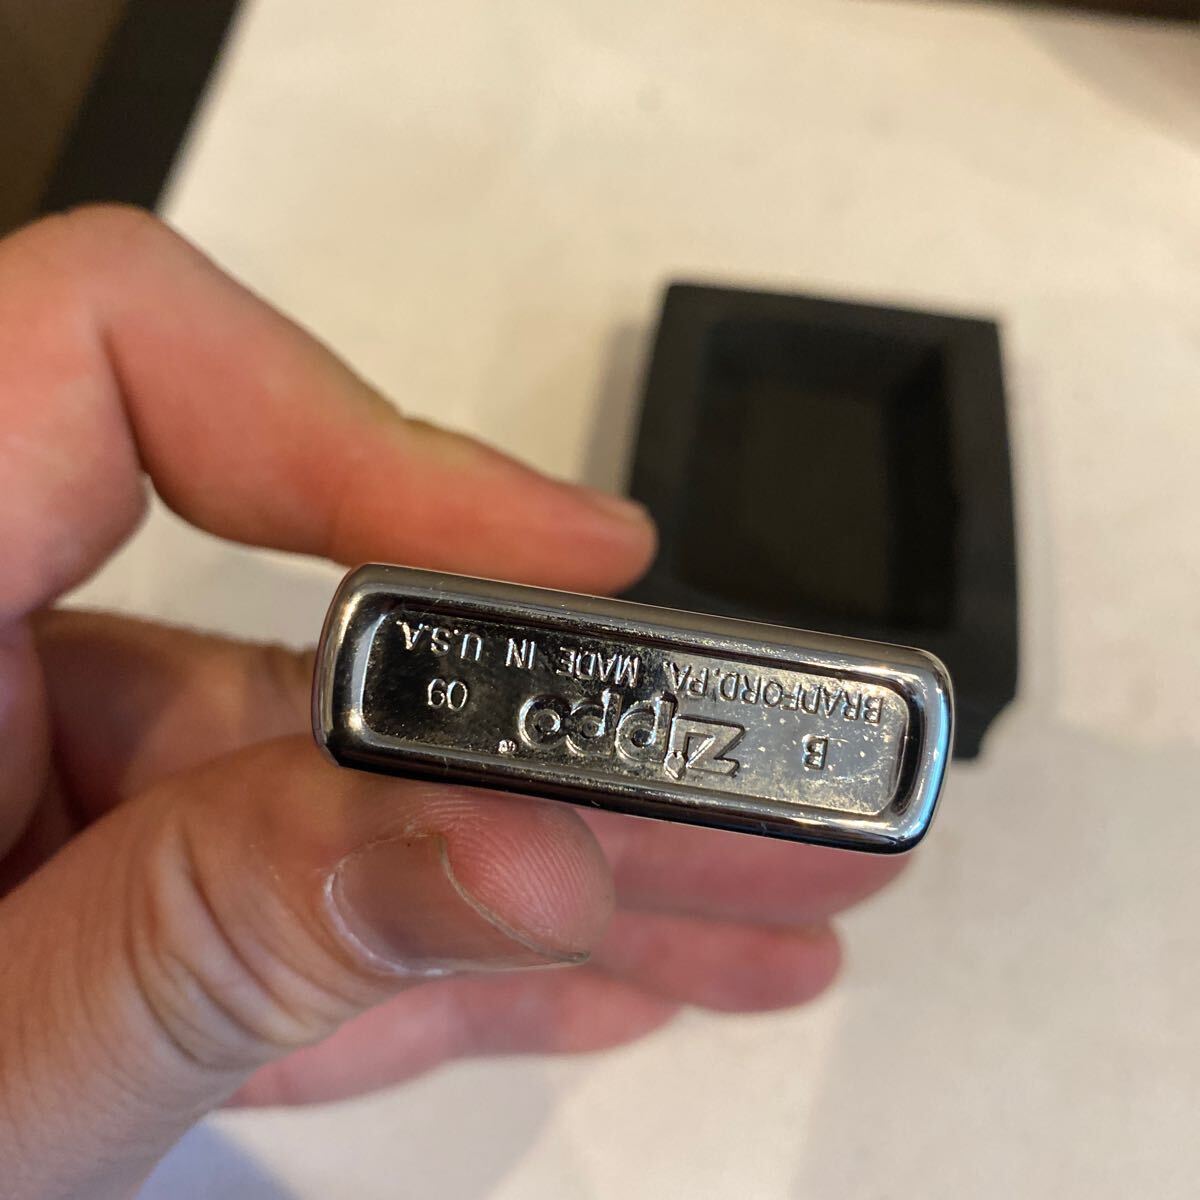 B Zippo® 09
BRADFORD, PA. MADE IN U.S.A.